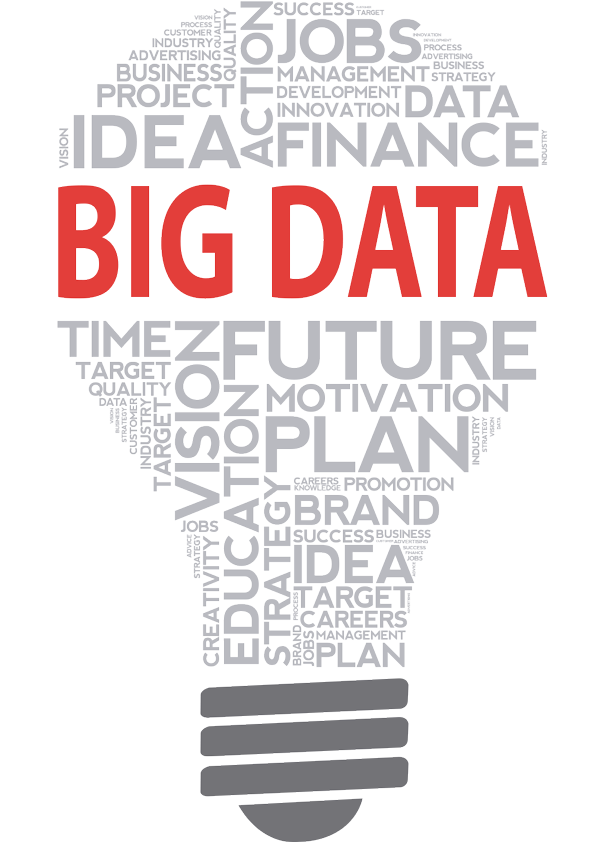 SUCCESS
TARGET
VISION
PROCESS
CUSTOMER
INDUSTRY
ADVERTISING
BUSINESS
PROJECT
QUALITY
QUALITY
ACTION
JOBS
INNOVATION
DEVELOPMENT
PROCESS
ADVERTISING
BUSINESS
STRATEGY
MANAGEMENT
DEVELOPMENT
INNOVATION
DATA
VISION
IDEA
FINANCE
INDUSTRY
BIG DATA
TIME
TARGET
QUALITY
DATA
VISION
BUSINESS
STRATEGY
CUSTOMER
INDUSTRY
TARGET
VISION
FUTURE
MOTIVATION
PLAN
INDUSTRY
STRATEGY
VISION
DATA
EDUCATION
CAREERS
KNOWLEDGE
PROMOTION
BRAND
JOBS
ADVICE
STRATEGY
CREATIVITY
STRATEGY
SUCCESS
BUSINESS
ADVERTISING
IDEA
SUCCESS
FINANCE
JOBS
TARGET
PROCESS
CAREERS
BRAND
JOBS
MANAGEMENT
PLAN